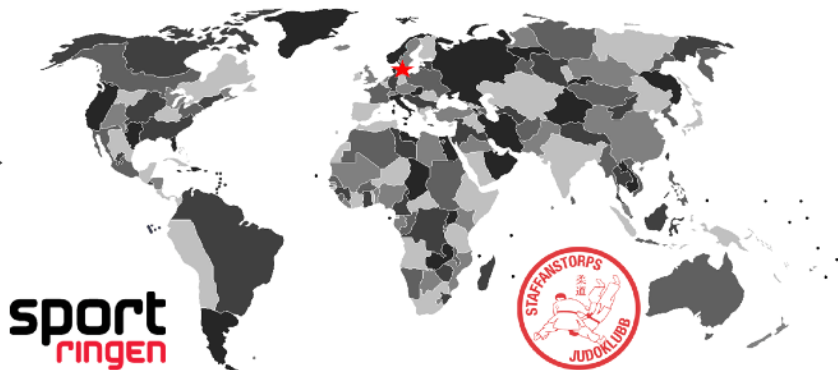 sport
ringen
STAFFANSTORPS
柔道
JUDOKLUBB